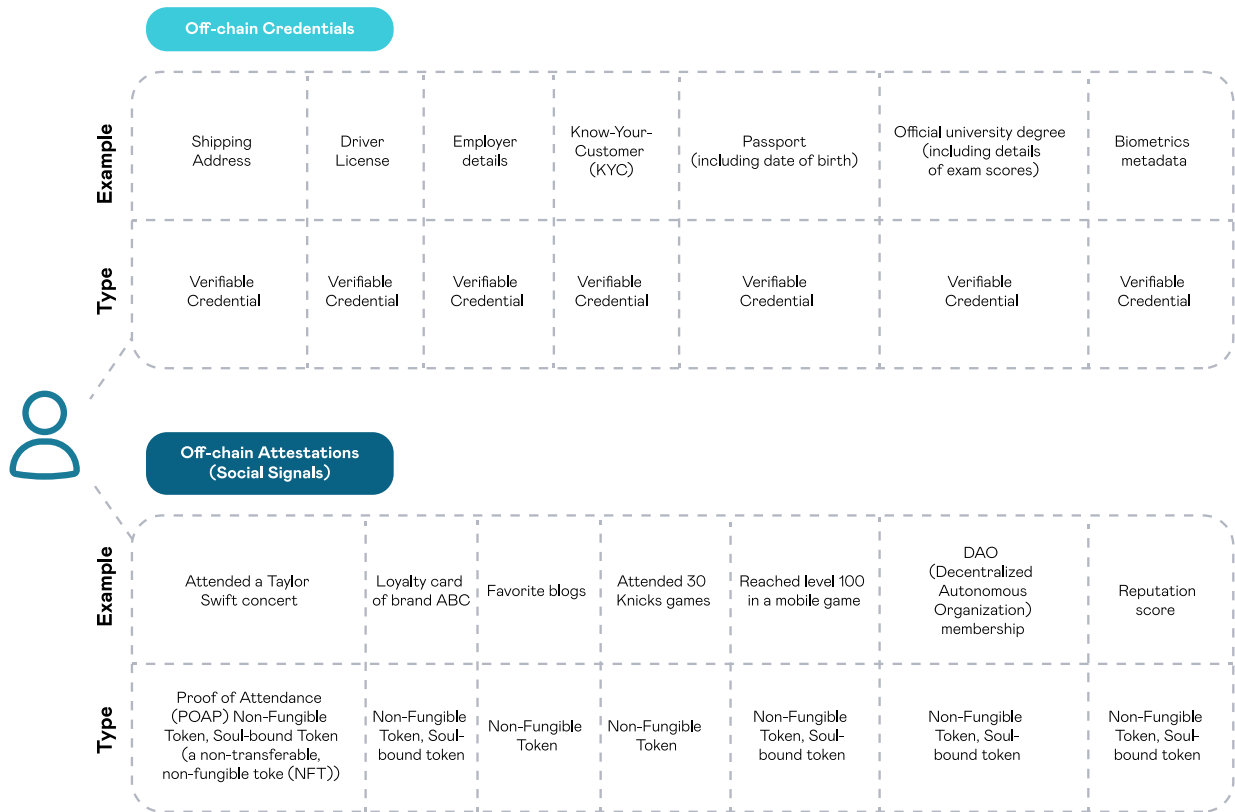 Off-chain Credentials
Example
Shipping
Address
Driver
License
Employer
details
Know-Your-
Customer
(KYC)
Passport
(including date of birth)
Official university degree
(including details
of exam scores)
Biometrics
metadata
Type
Verifiable
Credential
Verifiable
Credential
Verifiable
Credential
Verifiable
Credential
Verifiable
Credential
Verifiable
Credential
Verifiable
Credential
Off-chain Attestations
(Social Signals)
Example
Attended a Taylor
Swift concert
Loyalty card
of brand ABC
Favorite blogs
Attended 30
Knicks games
Reached level 100
in a mobile game
DAO
(Decentralized
Autonomous
Organization)
membership
Reputation
score
Type
Proof of Attendance
(POAP) Non-Fungible
Token, Soul-bound Token
(a non-transferable,
non-fungible toke (NFT))
Non-Fungible
Token, Soul-
bound token
Non-Fungible
Token
Non-Fungible
Token
Non-Fungible
Token, Soul-
bound token
Non-Fungible
Token, Soul-
bound token
Non-Fungible
Token, Soul-
bound token